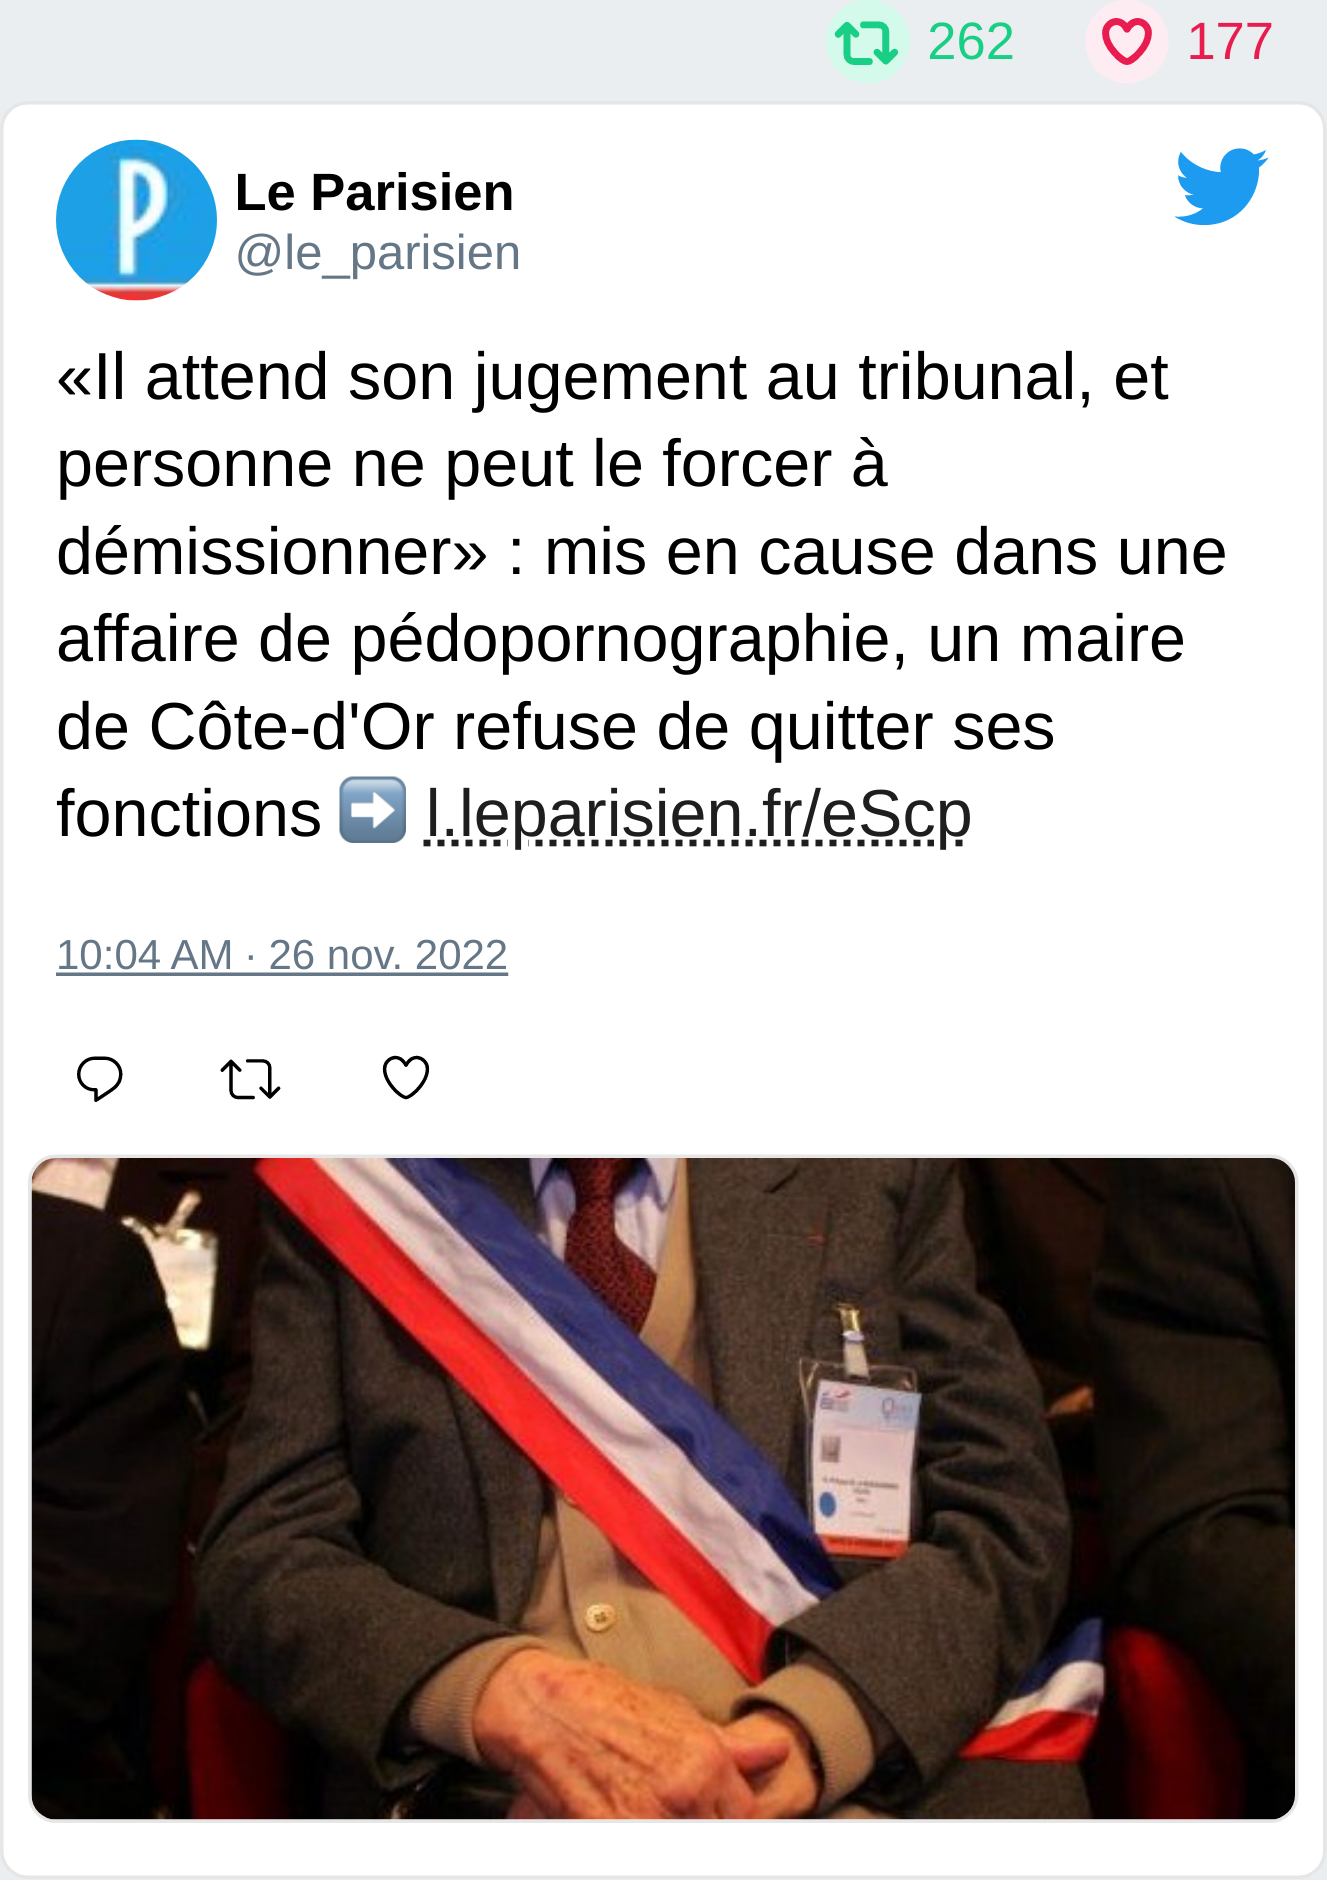 262 177
Le Parisien
@le_parisien
«Il attend son jugement au tribunal, et
personne ne peut le forcer à
démissionner» : mis en cause dans une
affaire de pédopornographie, un maire
de Côte-d'Or refuse de quitter ses
fonctions ➡️ l.leparisien.fr/eScp
10:04 AM · 26 nov. 2022